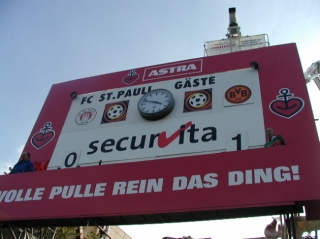 ASTRA
FC ST. PAULI GÄSTE
BVB
securvita
0 1
VOLLE PULLE REIN DAS DING!